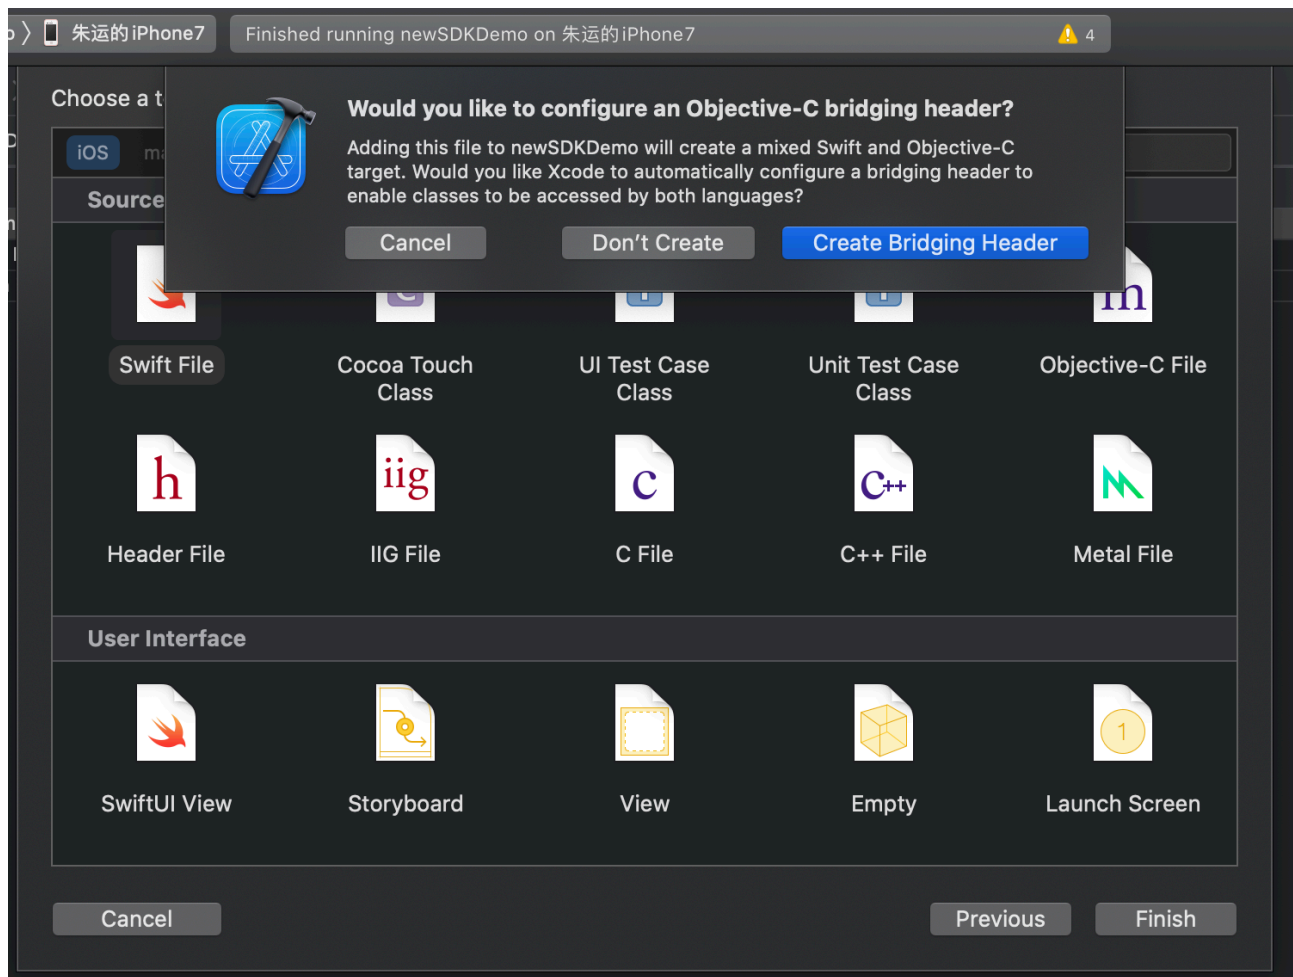 朱运的iPhone7
Finished running newSDKDemo on 朱运的iPhone7
4
Choose a t
Would you like to configure an Objective-C bridging header?
Adding this file to newSDKDemo will create a mixed Swift and Objective-C
target. Would you like Xcode to automatically configure a bridging header to
enable classes to be accessed by both languages?
iOS
Source
Cancel
Don't Create
Create Bridging Header
m
Swift File
Cocoa Touch
Class
UI Test Case
Class
Unit Test Case
Class
Objective-C File
h
iig
c
C++
Header File
IIG File
C File
C++ File
Metal File
User Interface
1
SwiftUI View
Storyboard
View
Empty
Launch Screen
Cancel
Previous
Finish